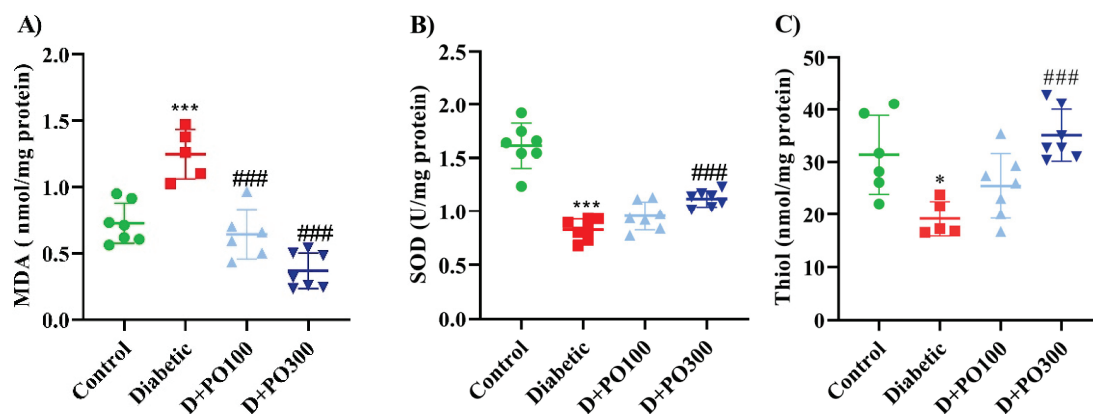 A)
MDA ( nmol/mg protein)
2.0
1.5
1.0
0.5
0.0
***
###
###
Control
Diabetic
D+PO100
D+PO300
B)
SOD (U/mg protein)
2.5
2.0
1.5
1.0
0.5
0.0
***
###
Control
Diabetic
D+PO100
D+PO300
C)
Thiol (nmol/mg protein)
50
40
30
20
10
0
*
###
Control
Diabetic
D+PO100
D+PO300